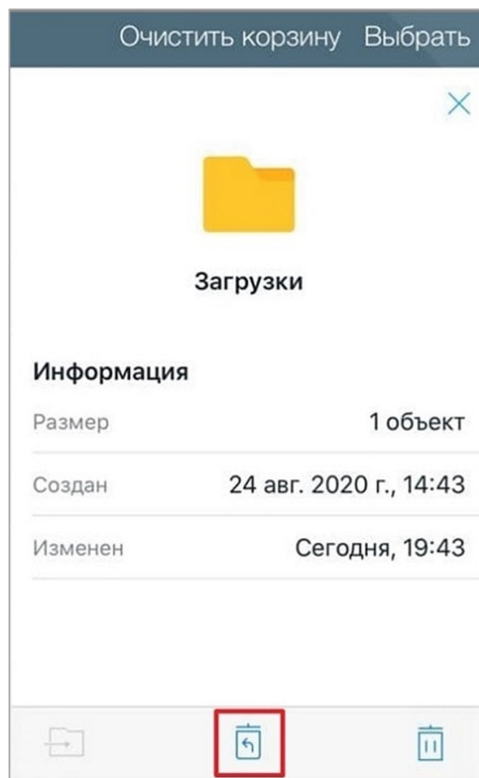 Очистить корзину Выбрать
Загрузки
Информация
Размер 1 объект
Создан 24 авг. 2020 г., 14:43
Изменен Сегодня, 19:43